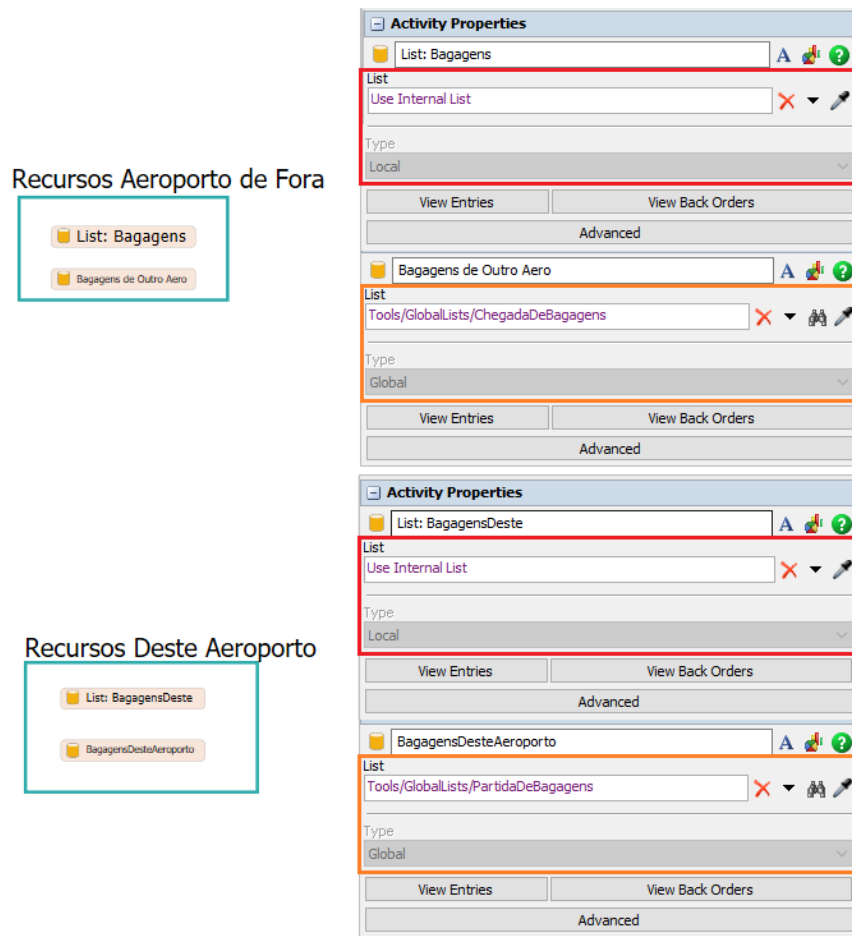 Activity Properties
List: Bagagens
A
List
Use Internal List
Type
Local
View Entries View Back Orders
Advanced
Bagagens de Outro Aero
A
List
Tools/GlobalLists/ChegadaDeBagagens
Type
Global
View Entries View Back Orders
Advanced
Recursos Aeroporto de Fora
List: Bagagens
Bagagens de Outro Aero
Activity Properties
List: BagagensDeste
A
List
Use Internal List
Type
Local
View Entries View Back Orders
Advanced
BagagensDesteAeroporto
A
List
Tools/GlobalLists/PartidaDeBagagens
Type
Global
View Entries View Back Orders
Advanced
Recursos Deste Aeroporto
List: BagagensDeste
BagagensDesteAeroporto